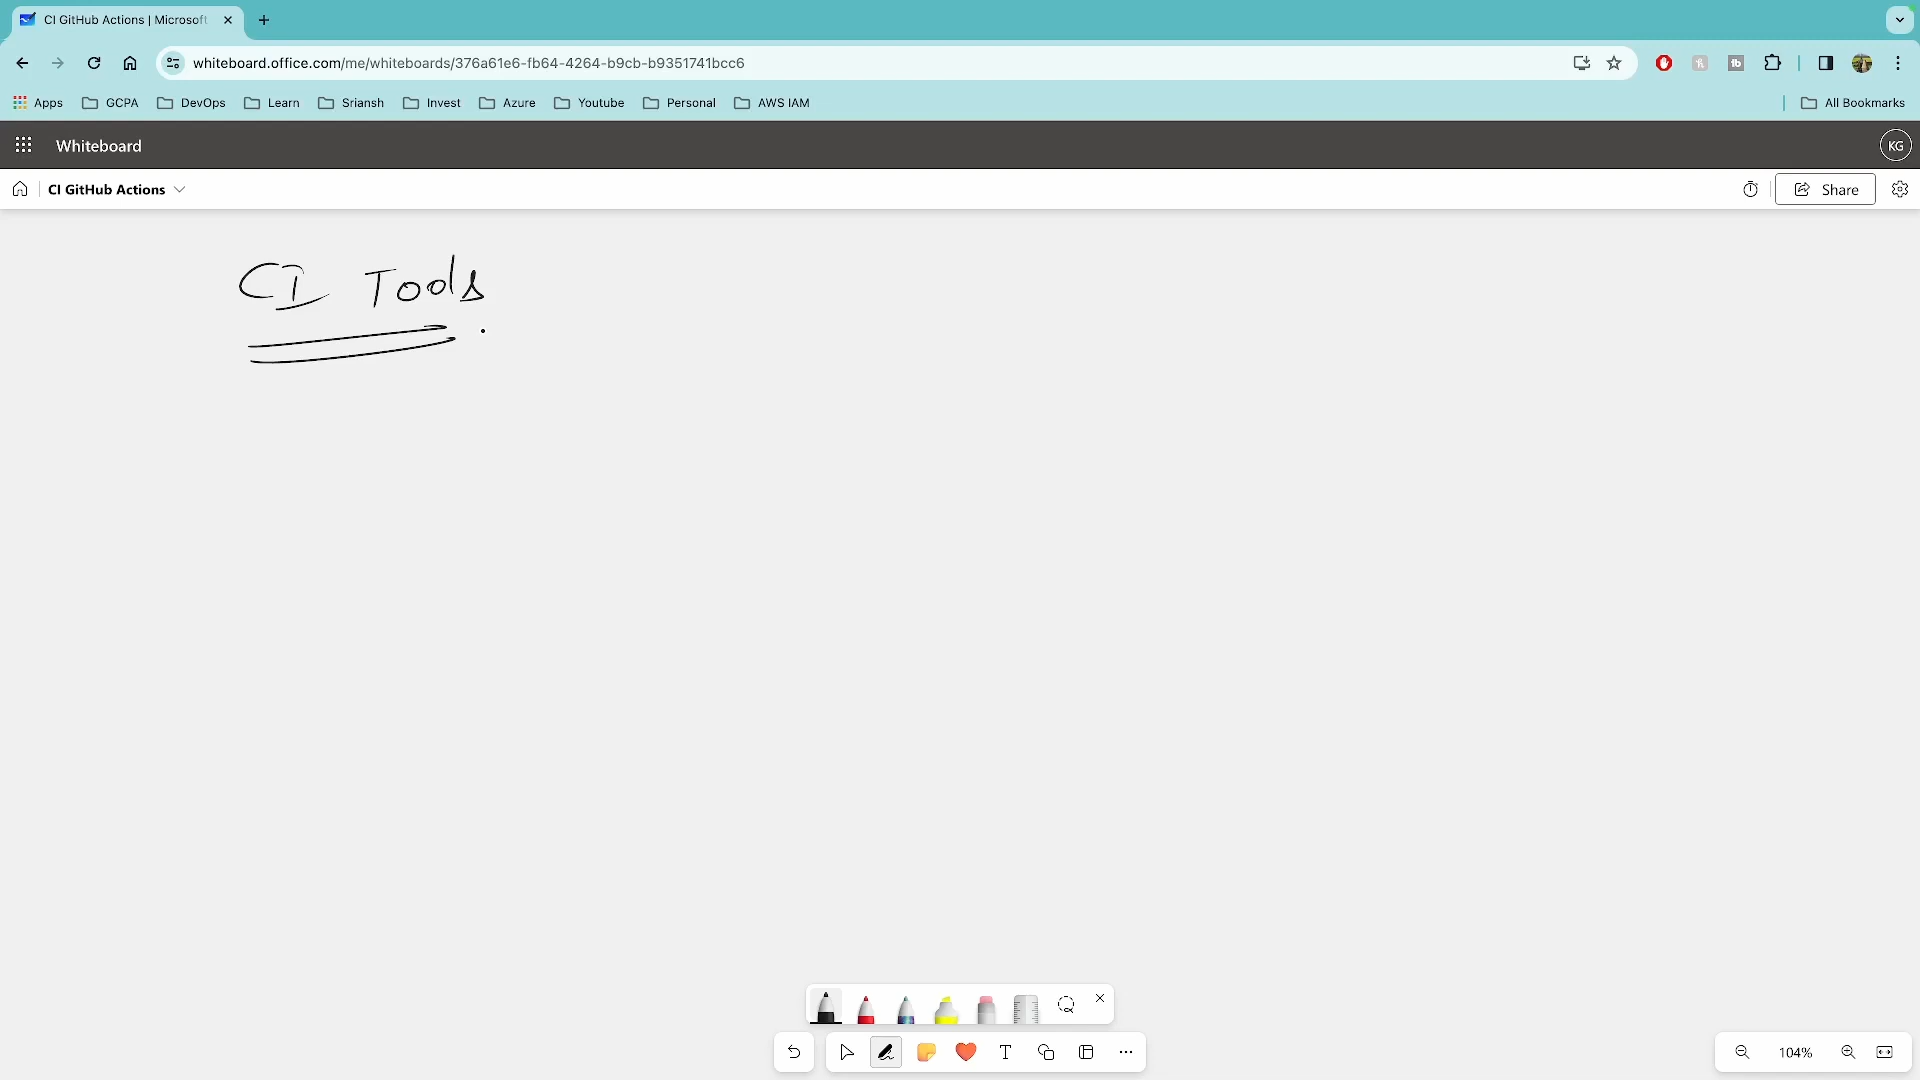 CI GitHub Actions | Microsoft
whiteboard.office.com/me/whiteboards/376a61e6-fb64-4264-b9cb-b9351741bcc6
Apps GCPA DevOps Learn Sriansh Invest Azure Youtube Personal AWS IAM All Bookmarks
Whiteboard KG
CI GitHub Actions Share
CI Tools
104%